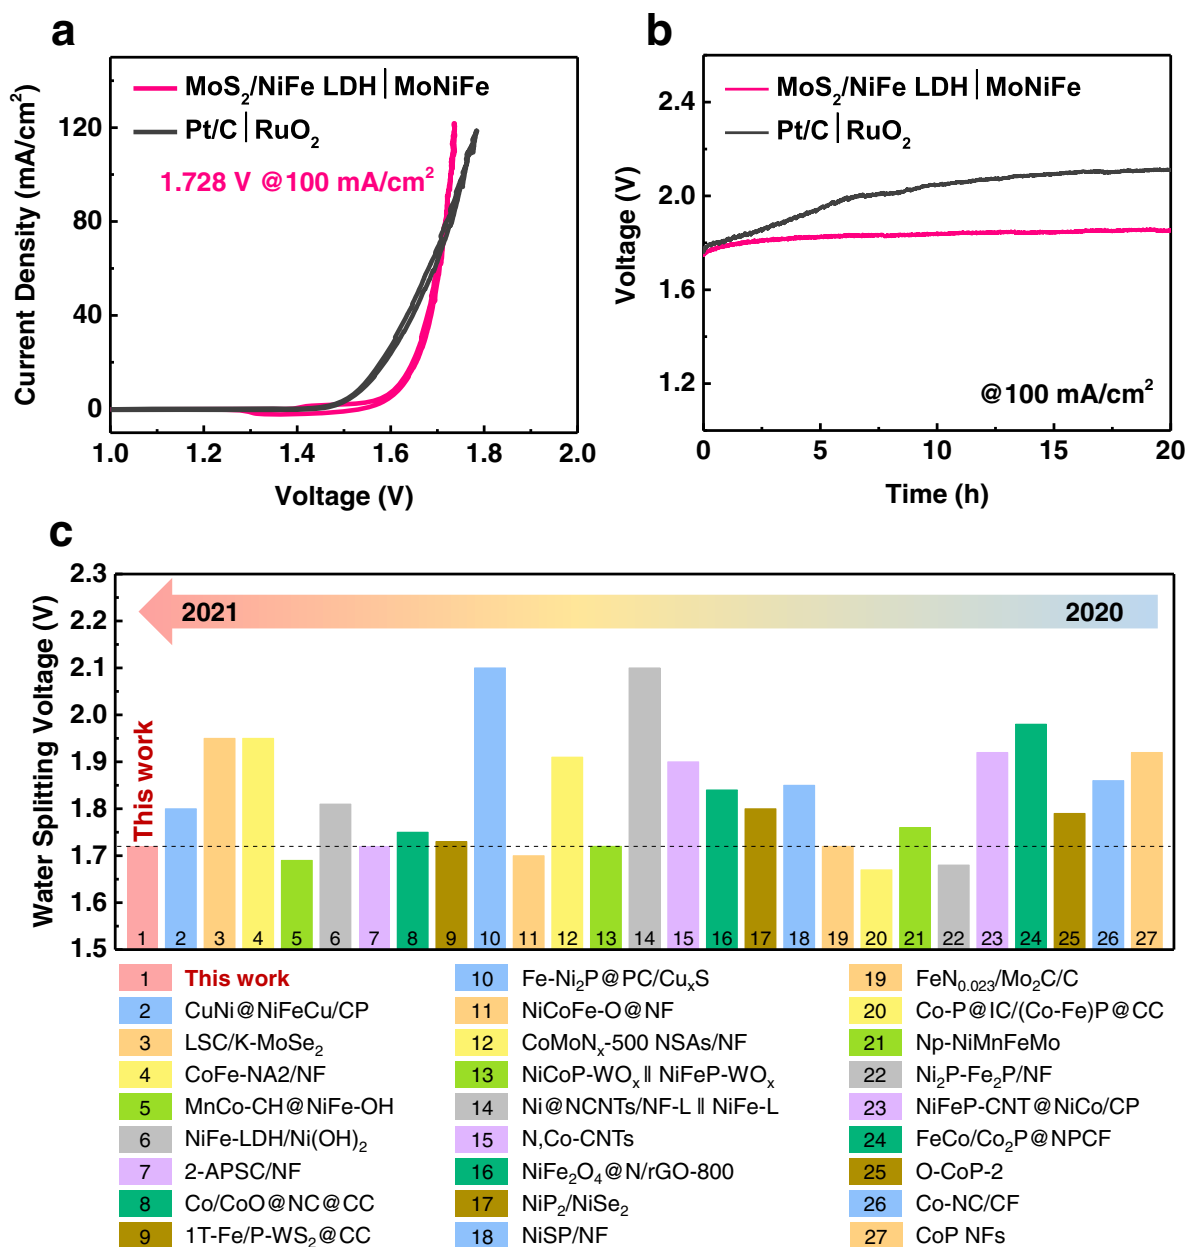 a
MoS₂/NiFe LDH | MoNiFe
Pt/C | RuO₂
1.728 V @100 mA/cm²
Current Density (mA/cm²)
120
80
40
0
1.0 1.2 1.4 1.6 1.8 2.0
Voltage (V)
b
MoS₂/NiFe LDH | MoNiFe
Pt/C | RuO₂
Voltage (V)
2.4
2.0
1.6
1.2
@100 mA/cm²
0 5 10 15 20
Time (h)
c
Water Splitting Voltage (V)
2.3
2.2
2.1
2.0
1.9
1.8
1.7
1.6
1.5
2021 2020
This work
1 2 3 4 5 6 7 8 9 10 11 12 13 14 15 16 17 18 19 20 21 22 23 24 25 26 27
1 This work
2 CuNi@NiFeCu/CP
3 LSC/K-MoSe₂
4 CoFe-NA2/NF
5 MnCo-CH@NiFe-OH
6 NiFe-LDH/Ni(OH)₂
7 2-APSC/NF
8 Co/CoO@NC@CC
9 1T-Fe/P-WS₂@CC
10 Fe-Ni₂P@PC/CuₓS
11 NiCoFe-O@NF
12 CoMoNₓ-500 NSAs/NF
13 NiCoP-WOₓ ‖ NiFeP-WOₓ
14 Ni@NCNTs/NF-L ‖ NiFe-L
15 N,Co-CNTs
16 NiFe₂O₄@N/rGO-800
17 NiP₂/NiSe₂
18 NiSP/NF
19 FeN₀.₀₂₃/Mo₂C/C
20 Co-P@IC/(Co-Fe)P@CC
21 Np-NiMnFeMo
22 Ni₂P-Fe₂P/NF
23 NiFeP-CNT@NiCo/CP
24 FeCo/Co₂P@NPCF
25 O-CoP-2
26 Co-NC/CF
27 CoP NFs